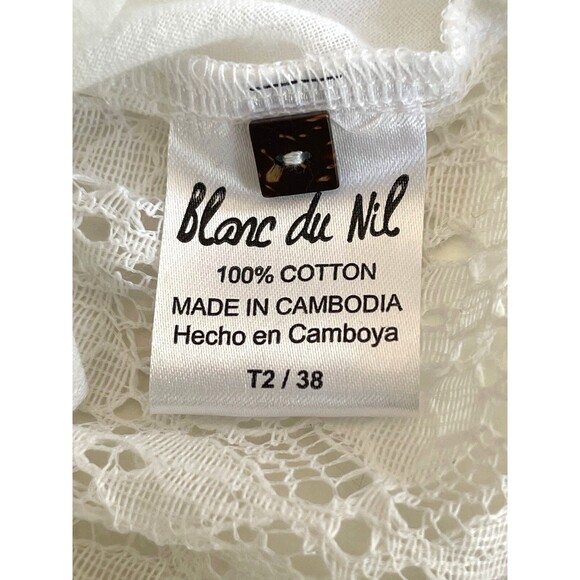 Blanc du Nil
100% COTTON
MADE IN CAMBODIA
Hecho en Camboya
T2 / 38